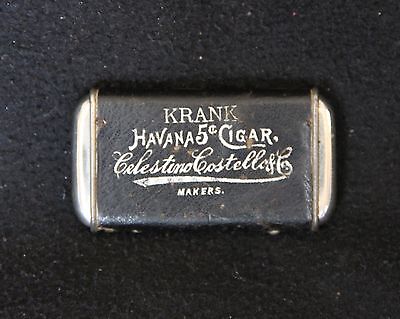 KRANK
HAVANA 5¢ CIGAR.
Celestino Costello & Co
MAKERS.